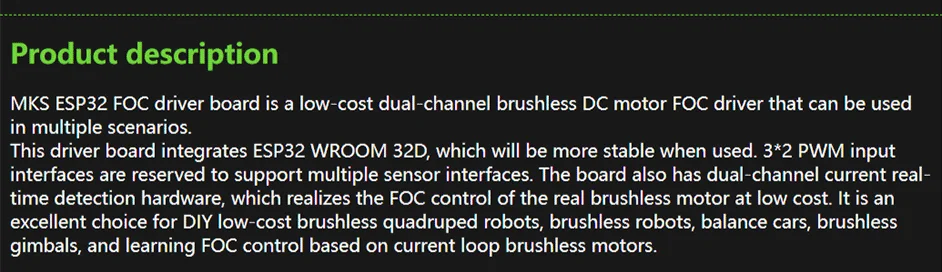 Product description
MKS ESP32 FOC driver board is a low-cost dual-channel brushless DC motor FOC driver that can be used
in multiple scenarios.
This driver board integrates ESP32 WROOM 32D, which will be more stable when used. 3*2 PWM input
interfaces are reserved to support multiple sensor interfaces. The board also has dual-channel current real-
time detection hardware, which realizes the FOC control of the real brushless motor at low cost. It is an
excellent choice for DIY low-cost brushless quadruped robots, brushless robots, balance cars, brushless
gimbals, and learning FOC control based on current loop brushless motors.